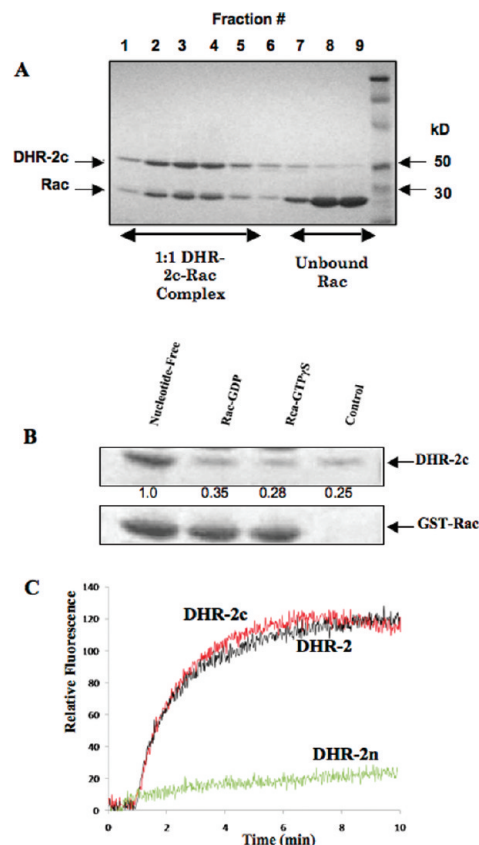 Fraction #
1 2 3 4 5 6 7 8 9
A
kD
DHR-2c
50
Rac
30
1:1 DHR-
2c-Rac
Complex
Unbound
Rac
Nucleotide-Free
Rac-GDP
Rca-GTPγS
Control
B
DHR-2c
1.0 0.35 0.28 0.25
GST-Rac
C
Relative Fluorescence
140
120
100
80
60
40
20
0
DHR-2c
DHR-2
DHR-2n
0 2 4 6 8 10
Time (min)